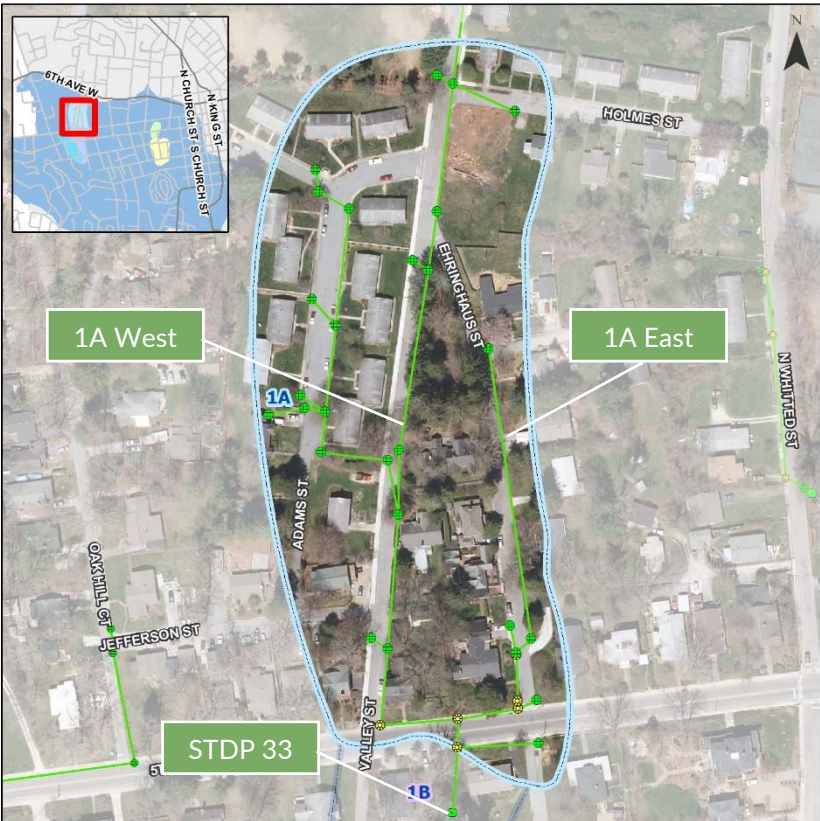 N
6TH AVE W
N CHURCH ST
S CHURCH ST
N KING ST
HOLMES ST
EHRINGHAUS ST
1A West
1A East
N WHITTED ST
1A
ADAMS ST
OAK HILL CT
JEFFERSON ST
STDP 33
VALLEY ST
1B